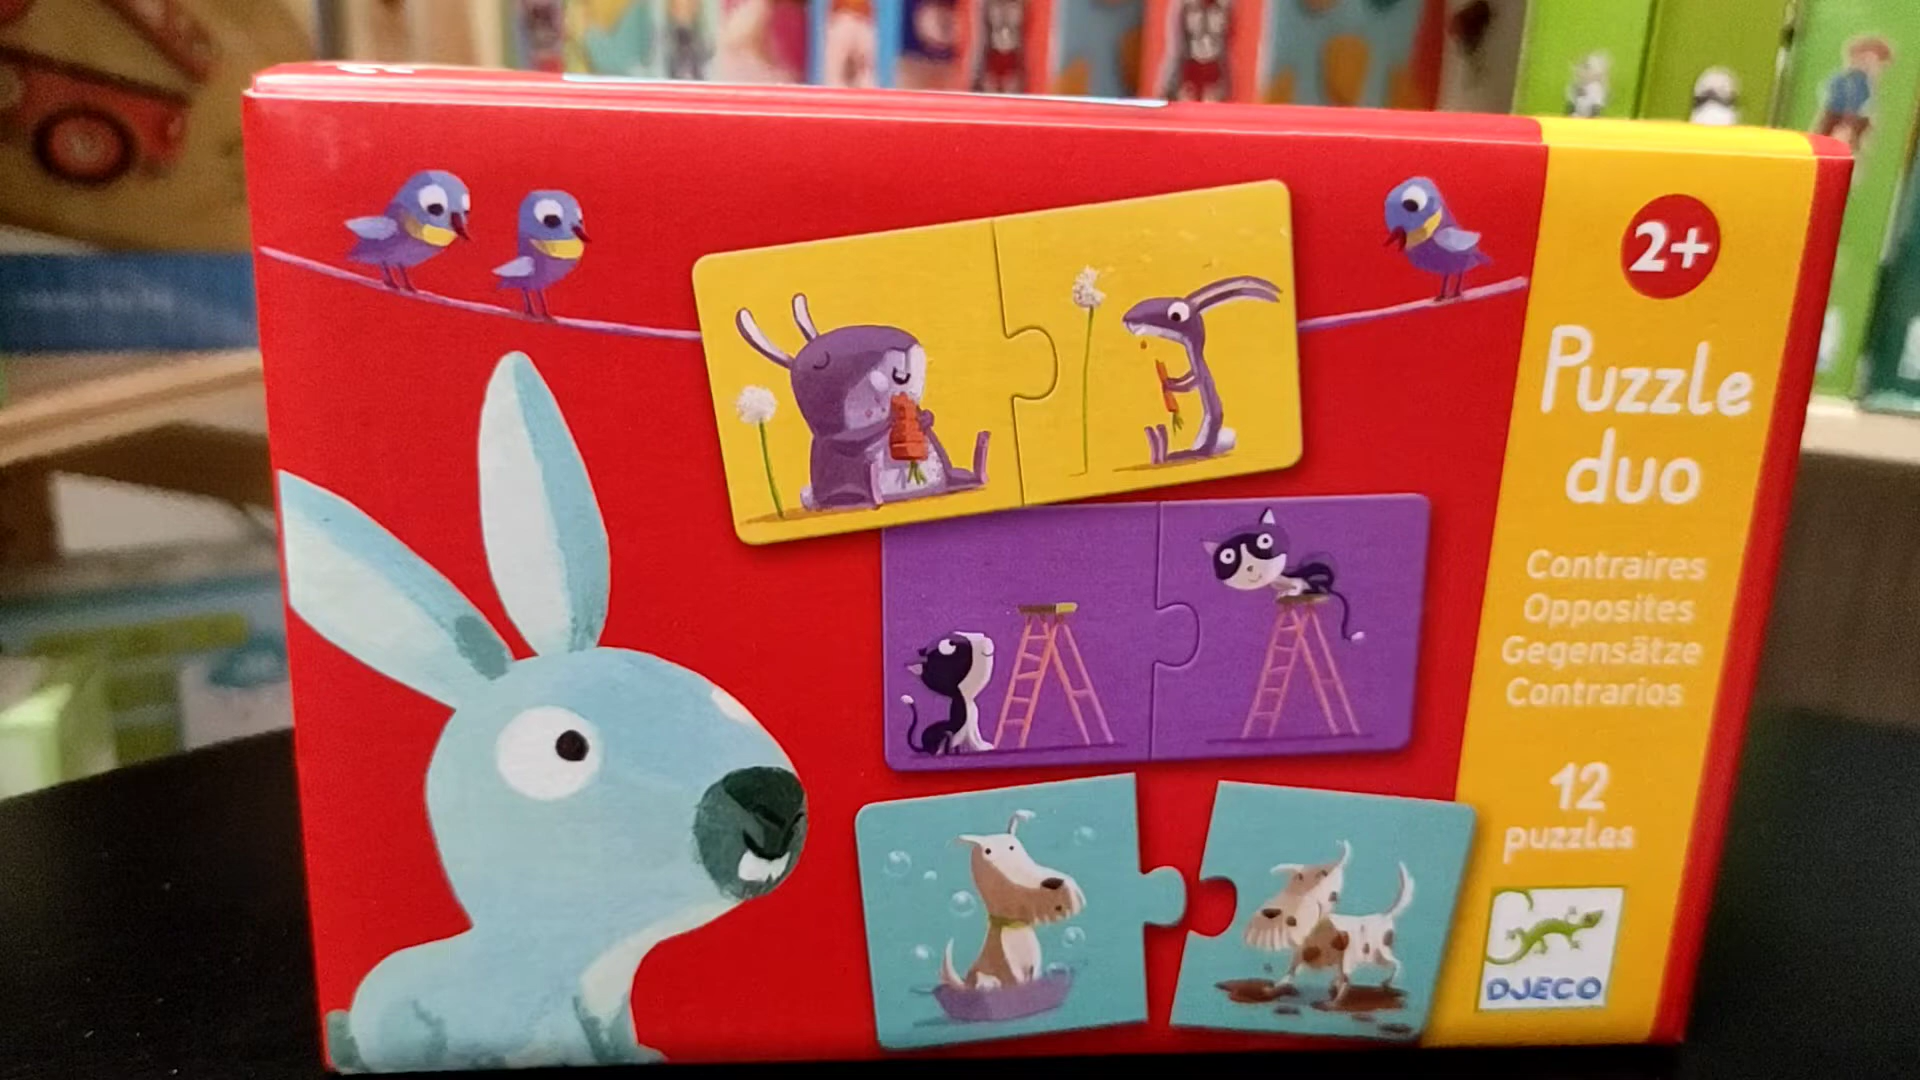 2+
Puzzle
duo
Contraires
Opposites
Gegensätze
Contrarios
12
puzzles
DJECO